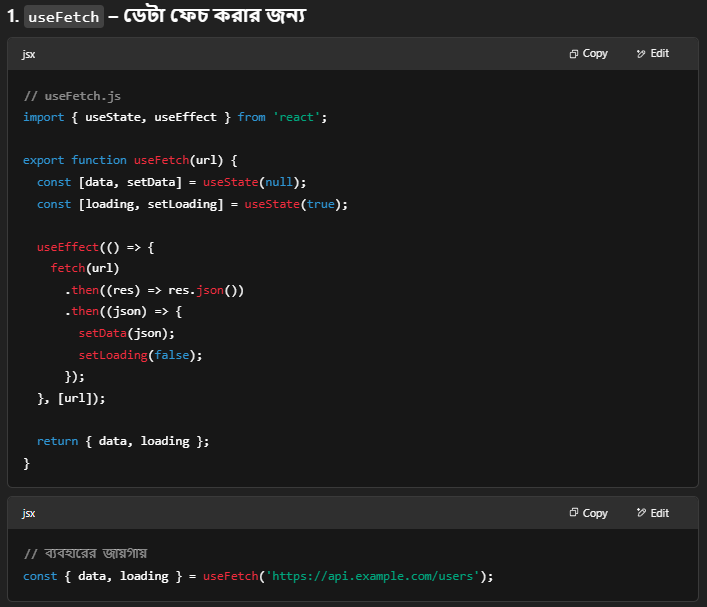 1. useFetch – ডেটা ফেচ করার জন্য
jsx Copy Edit
// useFetch.js
import { useState, useEffect } from 'react';
export function useFetch(url) {
const [data, setData] = useState(null);
const [loading, setLoading] = useState(true);
useEffect(() => {
fetch(url)
.then((res) => res.json())
.then((json) => {
setData(json);
setLoading(false);
});
}, [url]);
return { data, loading };
}
jsx Copy Edit
// ব্যবহারের জায়গায়
const { data, loading } = useFetch('https://api.example.com/users');